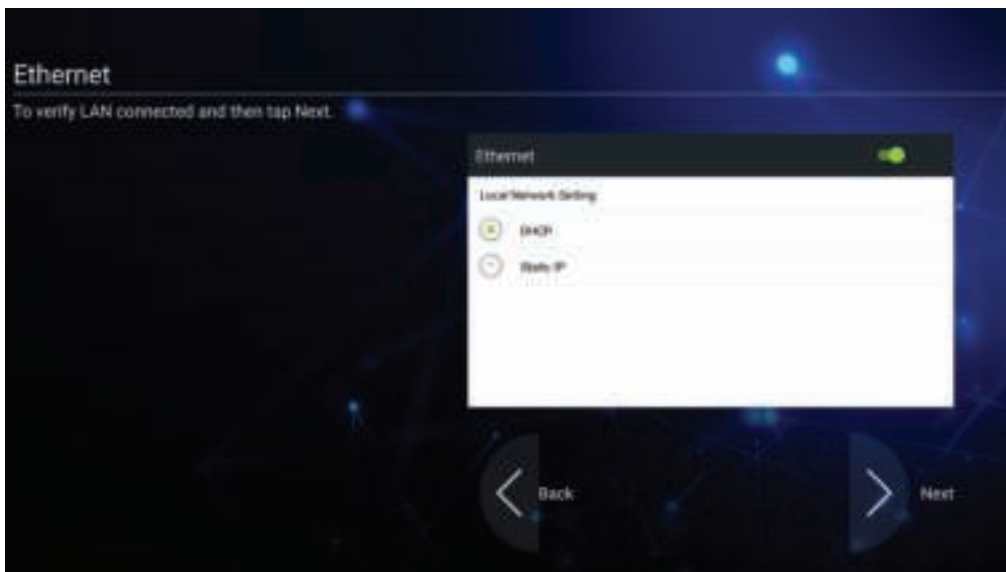 Ethernet
To verify LAN connected and then tap Next.
Ethernet
Local Network Setting
DHCP
Static IP
Back
Next